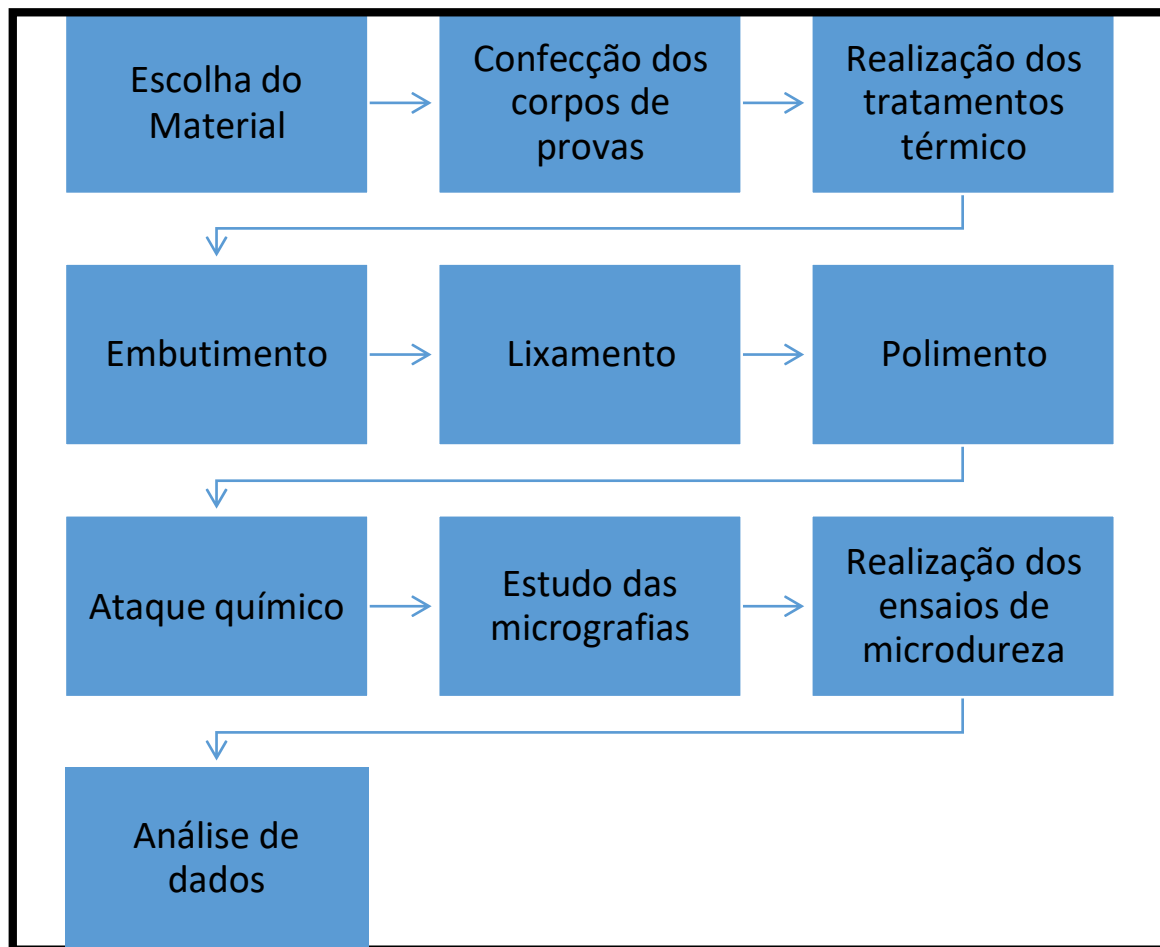 Escolha do
Material
Confecção dos
corpos de
provas
Realização dos
tratamentos
térmico
Embutimento
Lixamento
Polimento
Ataque químico
Estudo das
micrografias
Realização dos
ensaios de
microdureza
Análise de
dados